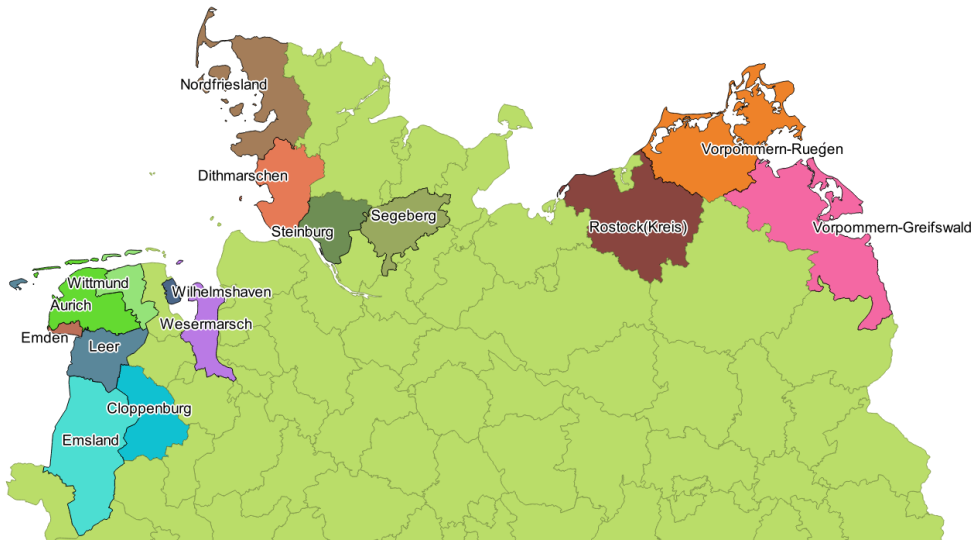 Nordfriesland
Vorpommern-Ruegen
Dithmarschen
Segeberg
Steinburg
Rostock(Kreis)
Vorpommern-Greifswald
Wittmund
Wilhelmshaven
Aurich
Wesermarsch
Emden
Leer
Cloppenburg
Emsland